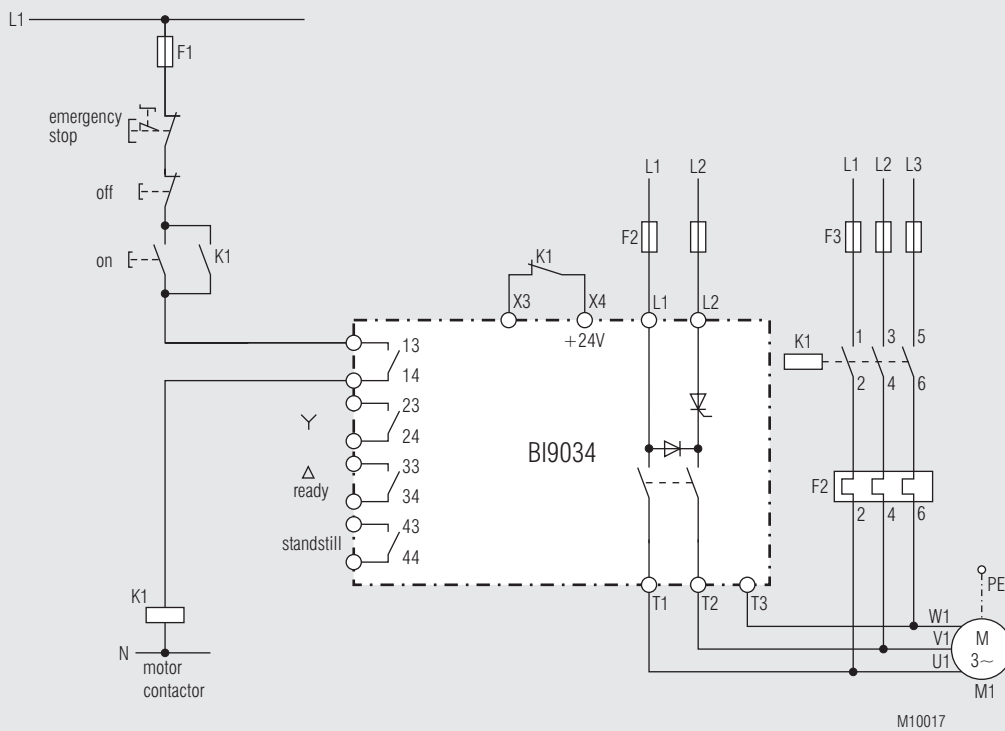 L1
F1
emergency
stop
off
on
K1
L1
L2
L1
L2
L3
F2
F3
K1
X3
X4
+24V
L1
L2
K1
1
3
5
2
4
6
13
14
23
24
33
34
43
44
△
ready
standstill
BI9034
F2
2
4
6
T1
T2
T3
PE
W1
V1
U1
M
3~
M1
K1
N
motor
contactor
M10017